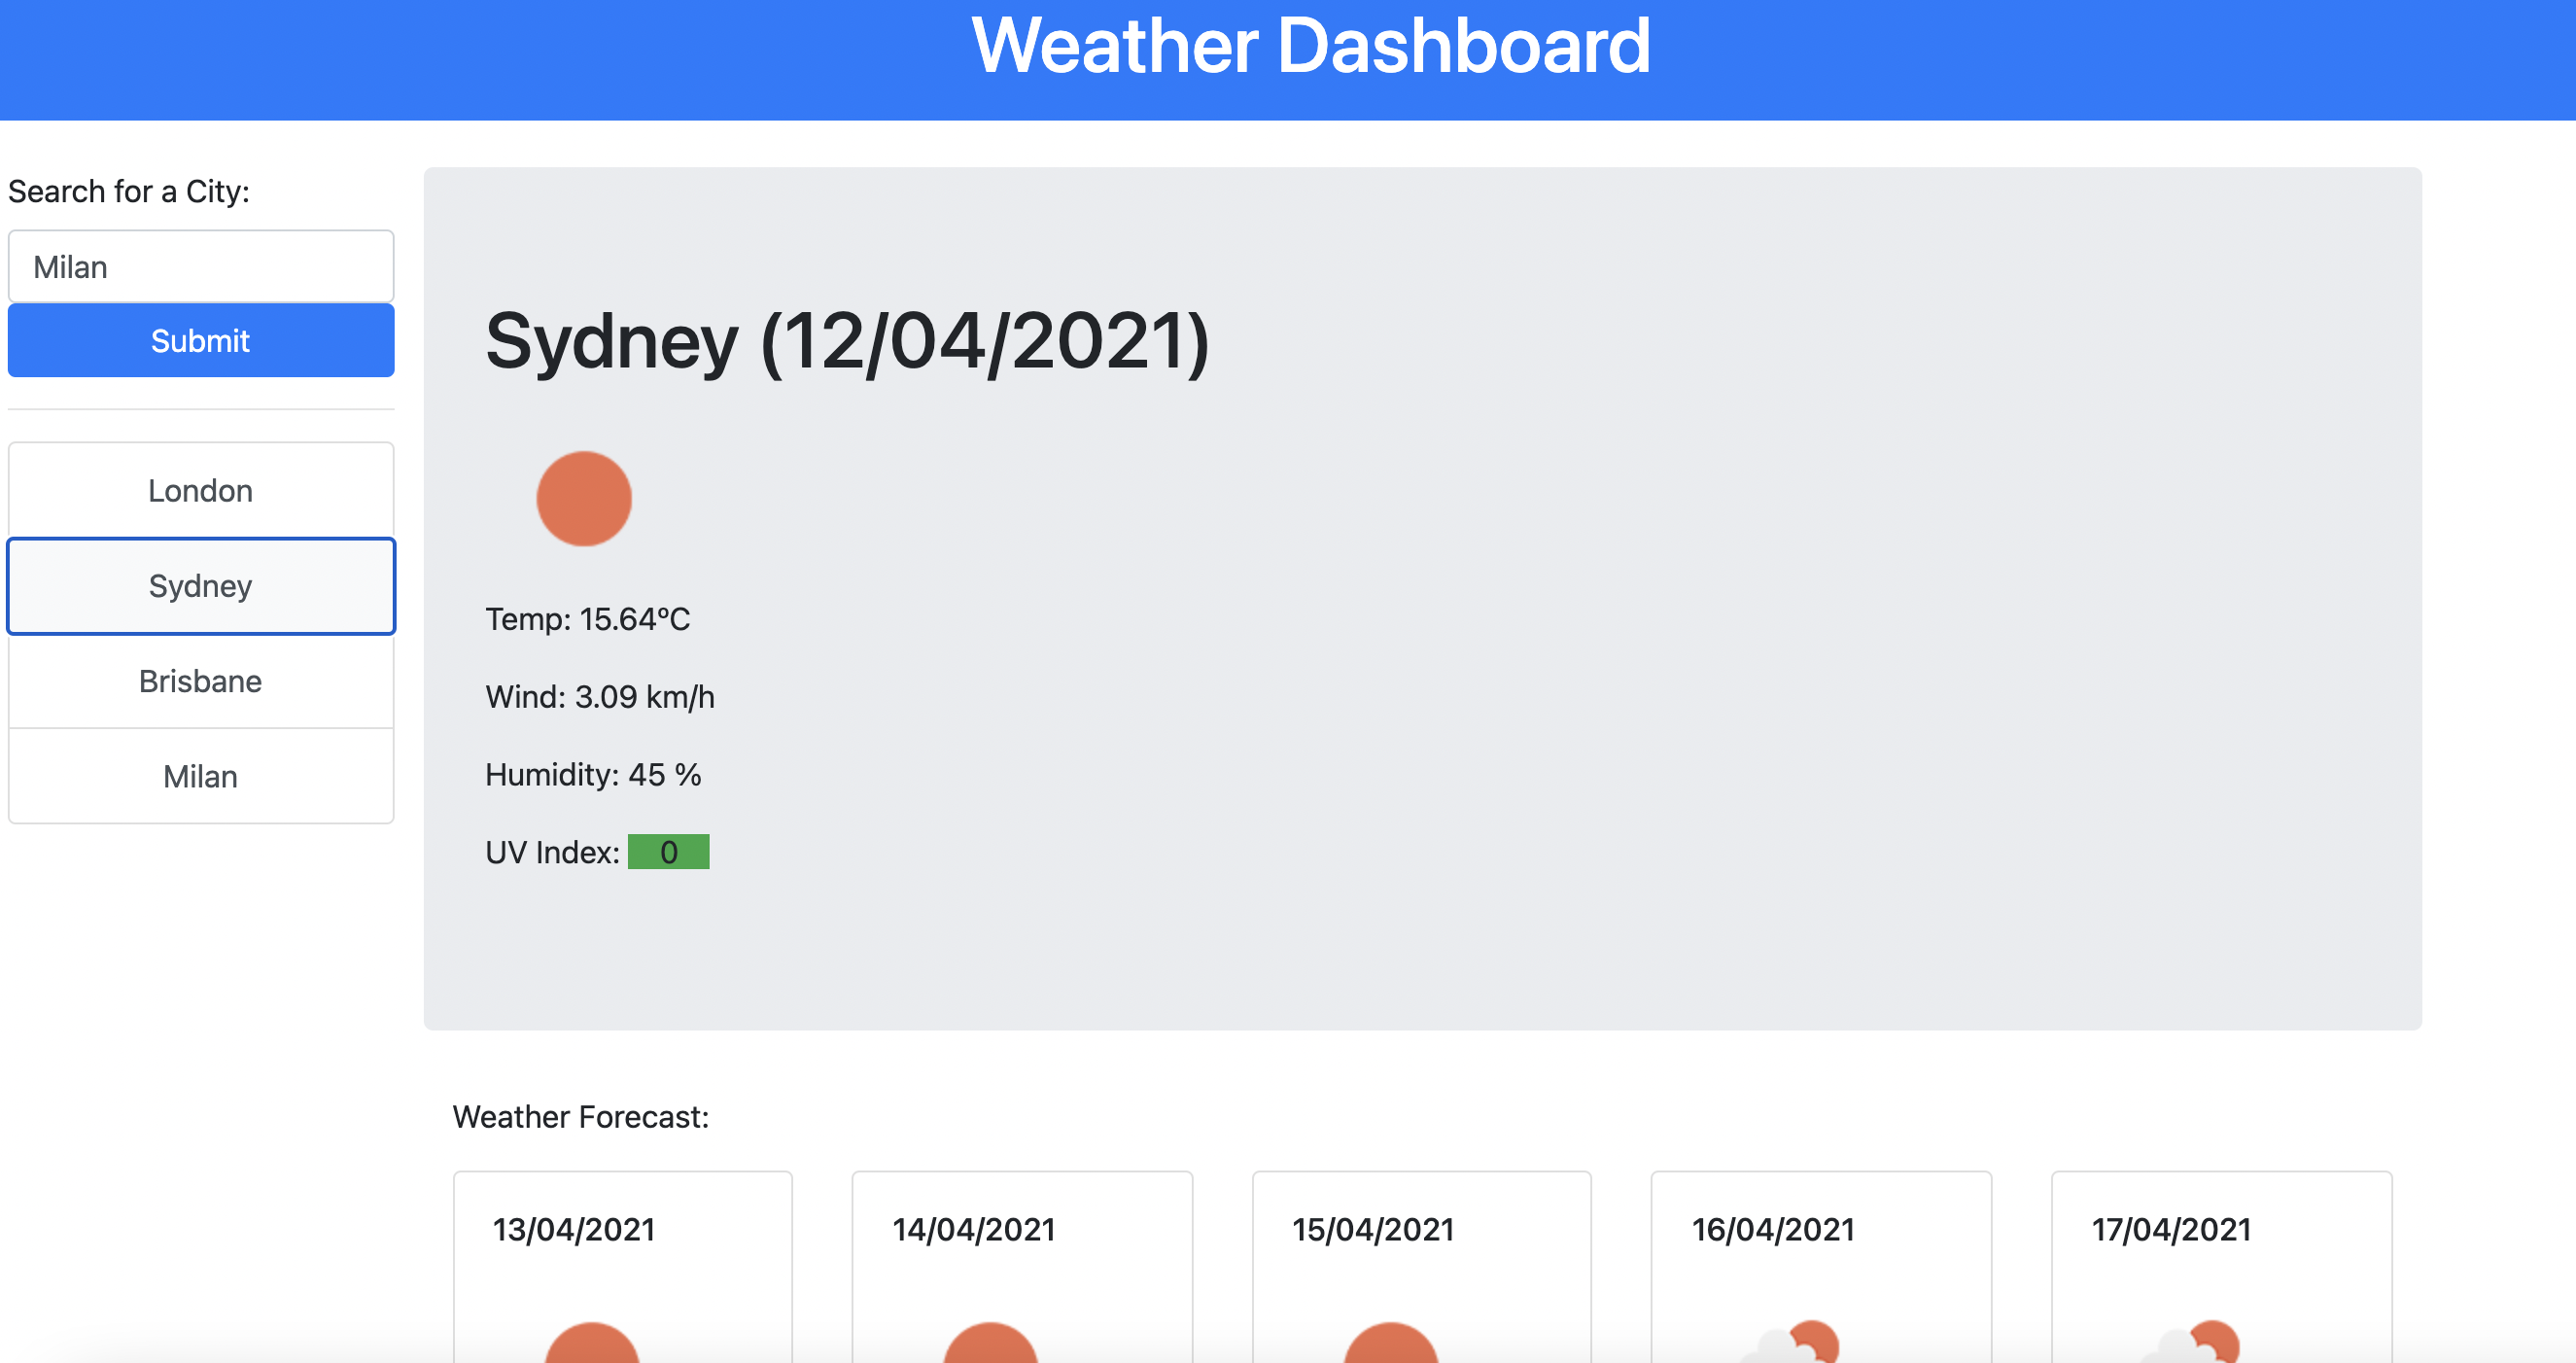 Weather Dashboard
Search for a City:
Milan
Submit
London
Sydney
Brisbane
Milan
Sydney (12/04/2021)
Temp: 15.64ºC
Wind: 3.09 km/h
Humidity: 45 %
UV Index: 0
Weather Forecast:
13/04/2021
14/04/2021
15/04/2021
16/04/2021
17/04/2021